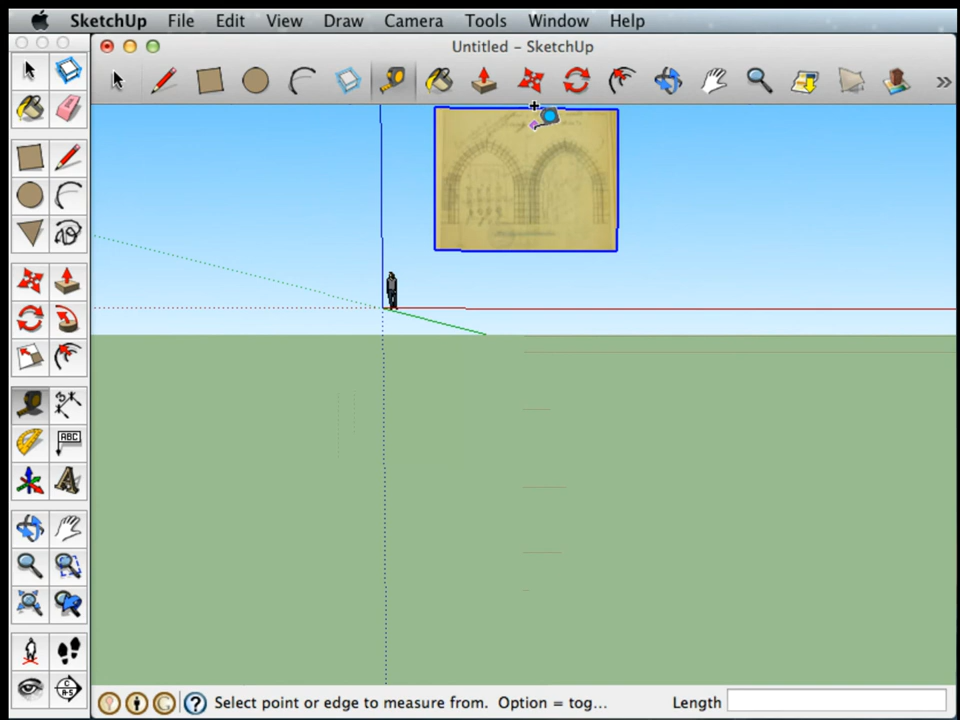 SketchUp File Edit View Draw Camera Tools Window Help
Untitled – SketchUp
ABC
A
C
A-5
Select point or edge to measure from. Option = tog... Length